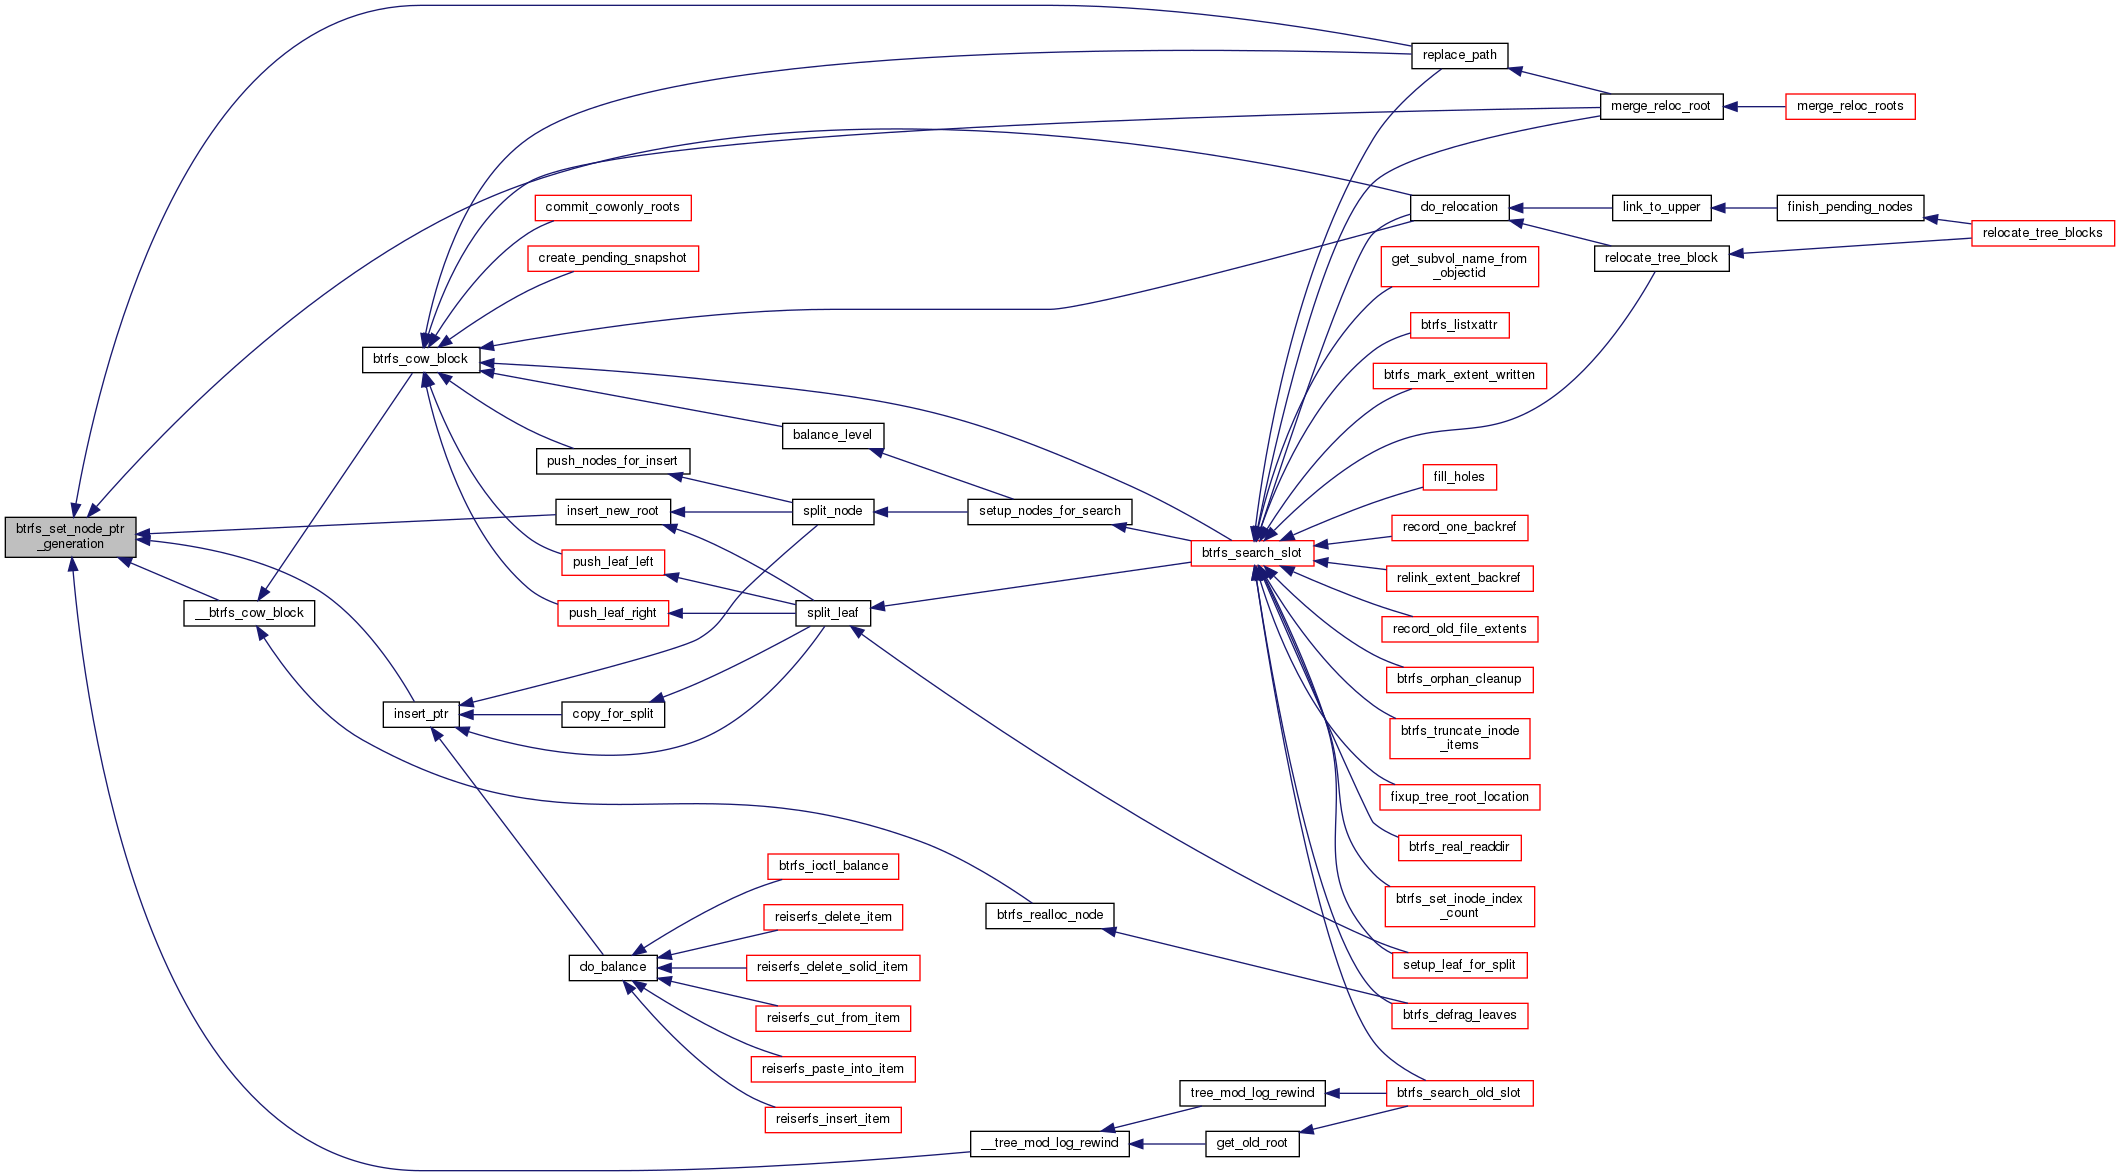 replace_path
merge_reloc_root
merge_reloc_roots
commit_cowonly_roots
do_relocation
link_to_upper
finish_pending_nodes
relocate_tree_blocks
create_pending_snapshot
get_subvol_name_from
_objectid
relocate_tree_block
btrfs_listxattr
btrfs_cow_block
btrfs_mark_extent_written
balance_level
push_nodes_for_insert
fill_holes
btrfs_set_node_ptr
_generation
insert_new_root
split_node
setup_nodes_for_search
record_one_backref
btrfs_search_slot
push_leaf_left
relink_extent_backref
__btrfs_cow_block
push_leaf_right
split_leaf
record_old_file_extents
btrfs_orphan_cleanup
insert_ptr
copy_for_split
btrfs_truncate_inode
_items
fixup_tree_root_location
btrfs_real_readdir
btrfs_ioctl_balance
btrfs_set_inode_index
_count
reiserfs_delete_item
btrfs_realloc_node
do_balance
reiserfs_delete_solid_item
setup_leaf_for_split
reiserfs_cut_from_item
btrfs_defrag_leaves
reiserfs_paste_into_item
tree_mod_log_rewind
btrfs_search_old_slot
reiserfs_insert_item
__tree_mod_log_rewind
get_old_root